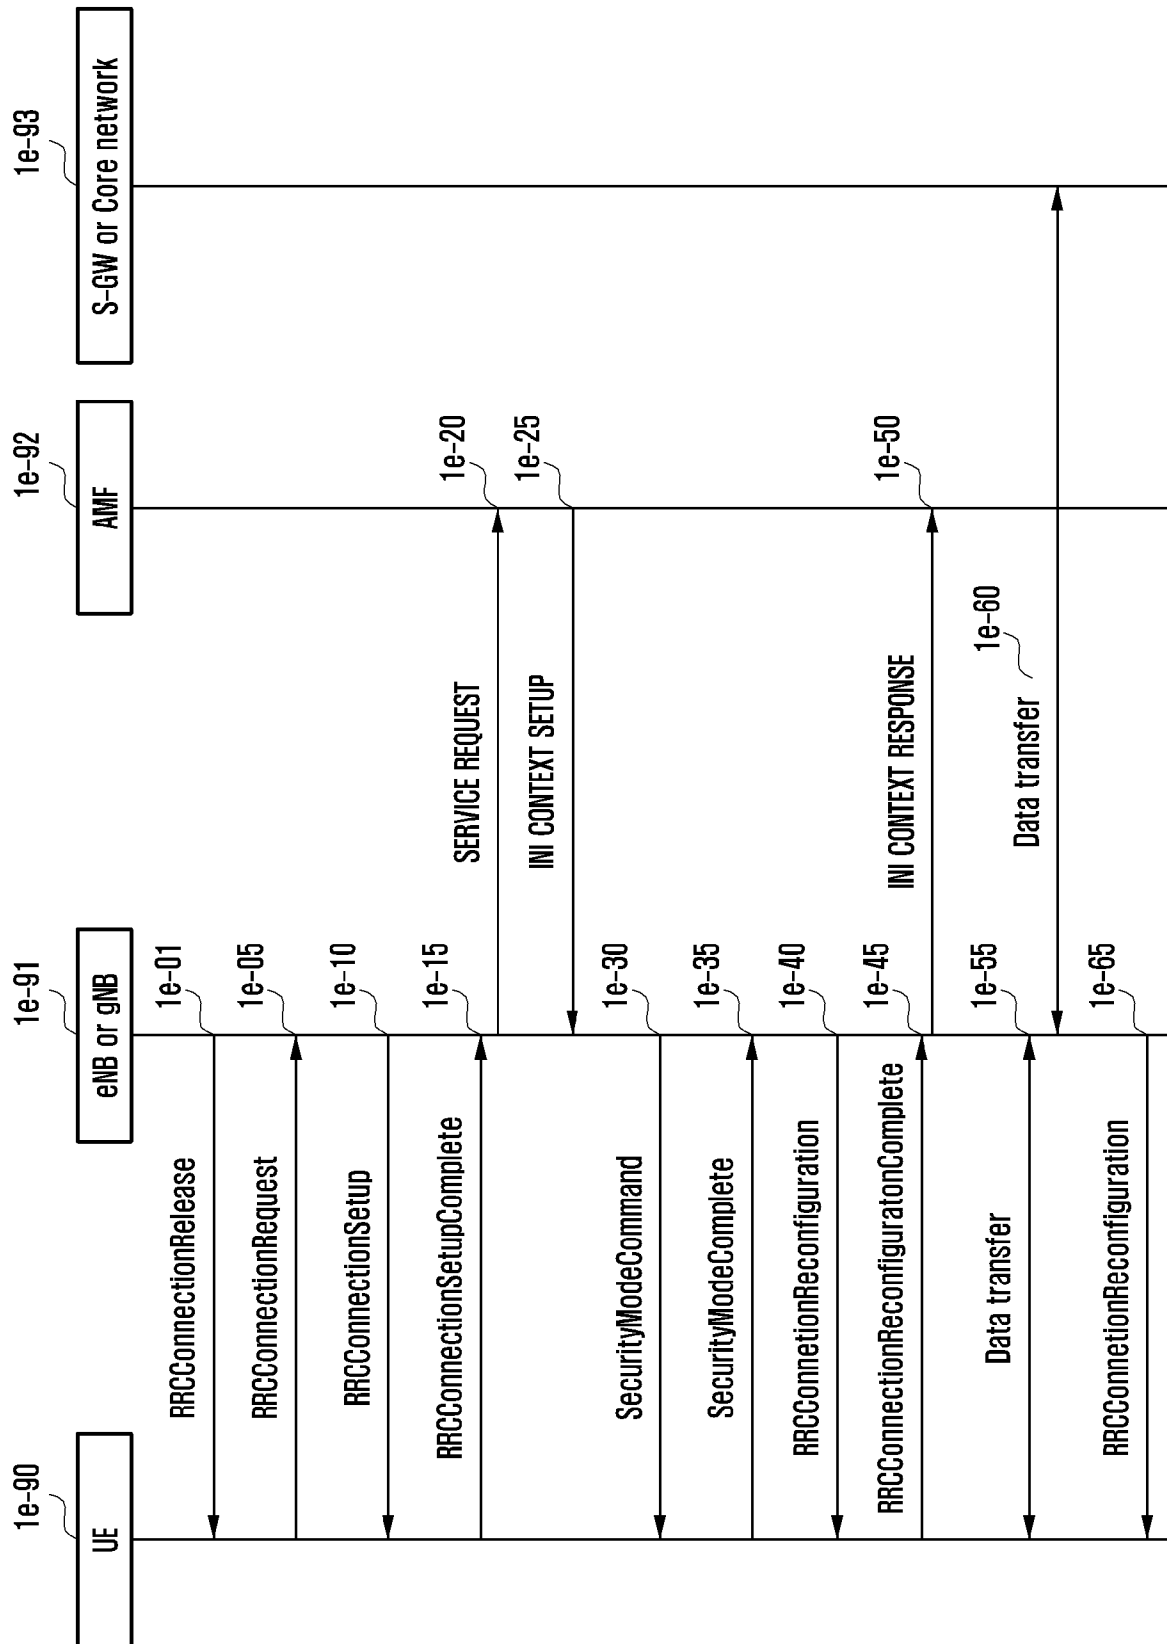 1e-90
1e-91
1e-92
1e-93
UE
eNB or gNB
AMF
S-GW or Core network
RRCConnectionRelease
1e-01
RRCConnectionRequest
1e-05
RRCConnectionSetup
1e-10
RRCConnectionSetupComplete
1e-15
SERVICE REQUEST
1e-20
INI CONTEXT SETUP
1e-25
SecurityModeCommand
1e-30
SecurityModeComplete
1e-35
RRCConnetionReconfiguration
1e-40
RRCConnectionReconfiguratonComplete
1e-45
INI CONTEXT RESPONSE
1e-50
Data transfer
1e-55
Data transfer
1e-60
RRCConnetionReconfiguration
1e-65